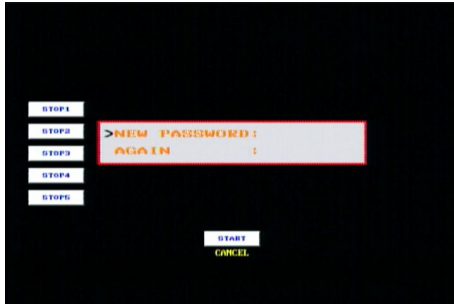 STOP1
STOP2
>NEW PASSWORD:
STOP3
AGAIN :
STOP4
STOP5
START
CANCEL